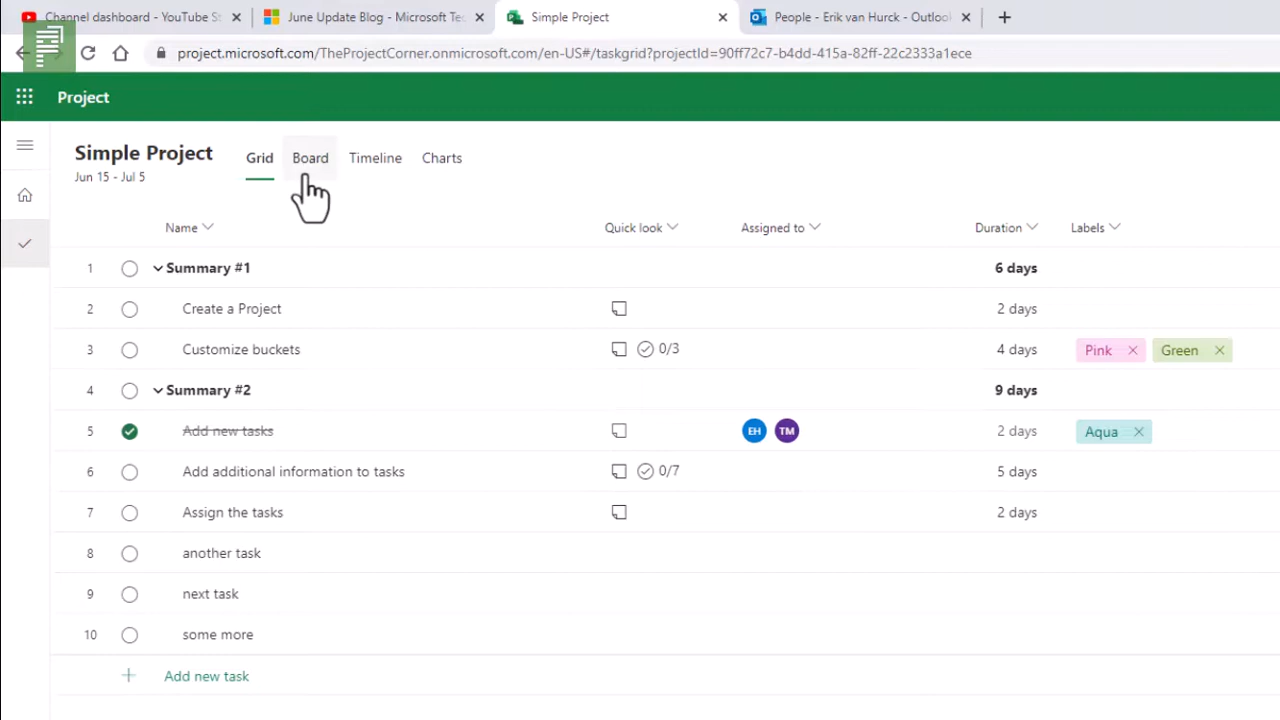 Channel dashboard - YouTube St
June Update Blog - Microsoft Tec
Simple Project
People - Erik van Hurck - Outlook
project.microsoft.com/TheProjectCorner.onmicrosoft.com/en-US#/taskgrid?projectId=90ff72c7-b4dd-415a-82ff-22c2333a1ece
Project
Simple Project
Jun 15 - Jul 5
Grid Board Timeline Charts
Name Quick look Assigned to Duration Labels
1 Summary #1 6 days
2 Create a Project 2 days
3 Customize buckets 0/3 4 days Pink Green
4 Summary #2 9 days
5 Add new tasks EH TM 2 days Aqua
6 Add additional information to tasks 0/7 5 days
7 Assign the tasks 2 days
8 another task
9 next task
10 some more
Add new task